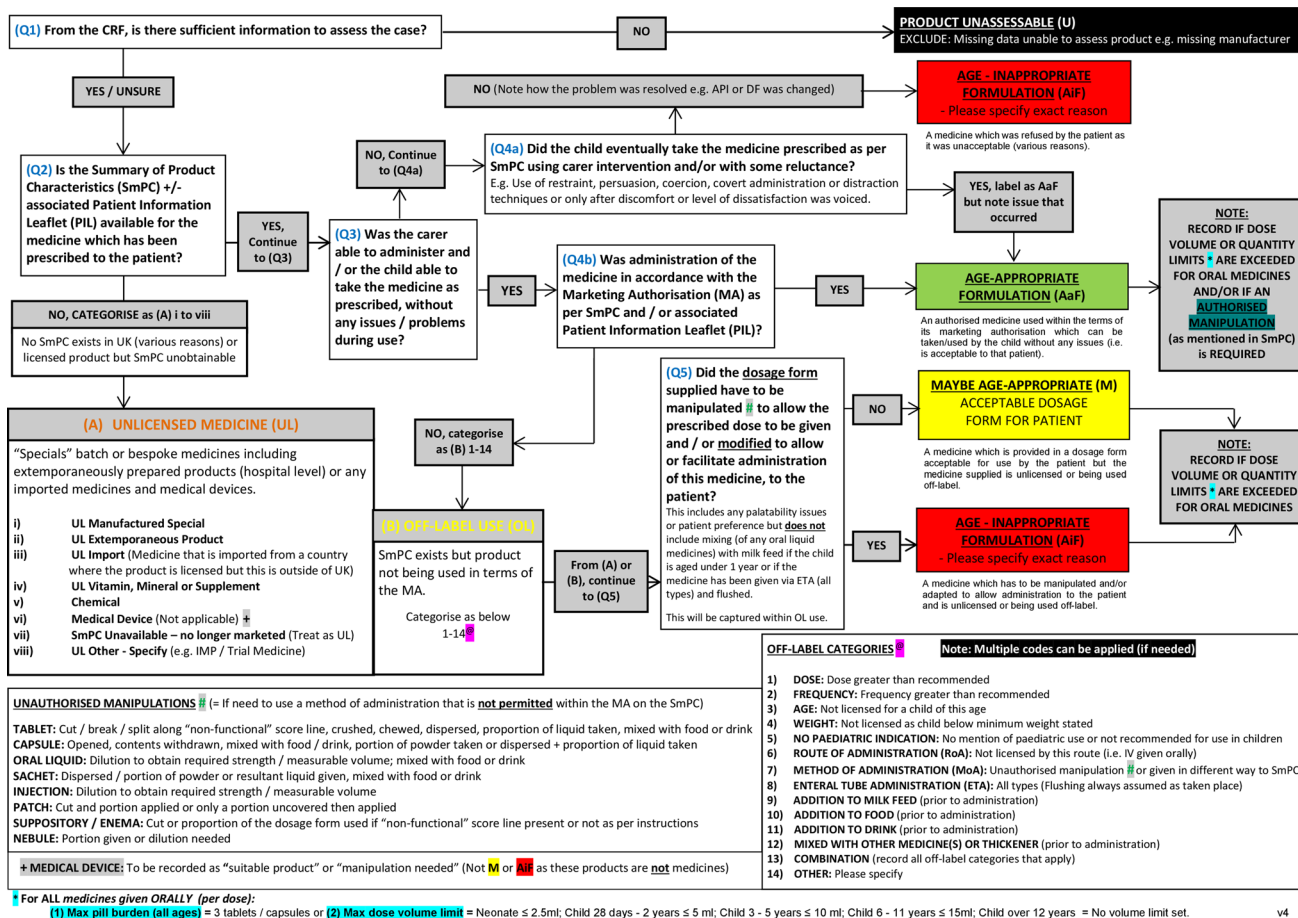 (Q1) From the CRF, is there sufficient information to assess the case?
NO
PRODUCT UNASSESSABLE (U)
EXCLUDE: Missing data unable to assess product e.g. missing manufacturer
YES / UNSURE
NO (Note how the problem was resolved e.g. API or DF was changed)
AGE - INAPPROPRIATE
FORMULATION (AiF)
- Please specify exact reason
A medicine which was refused by the patient as
it was unacceptable (various reasons).
(Q2) Is the Summary of Product
Characteristics (SmPC) +/-
associated Patient Information
Leaflet (PIL) available for the
medicine which has been
prescribed to the patient?
NO, Continue
to (Q4a)
(Q4a) Did the child eventually take the medicine prescribed as per
SmPC using carer intervention and/or with some reluctance?
E.g. Use of restraint, persuasion, coercion, covert administration or distraction
techniques or only after discomfort or level of dissatisfaction was voiced.
YES, label as AaF
but note issue that
occurred
YES,
Continue
to (Q3)
(Q3) Was the carer
able to administer and
/ or the child able to
take the medicine as
prescribed, without
any issues / problems
during use?
YES
(Q4b) Was administration of the
medicine in accordance with the
Marketing Authorisation (MA) as
per SmPC and / or associated
Patient Information Leaflet (PIL)?
YES
AGE-APPROPRIATE
FORMULATION (AaF)
An authorised medicine used within the terms of
its marketing authorisation which can be
taken/used by the child without any issues (i.e.
is acceptable to that patient).
NOTE:
RECORD IF DOSE
VOLUME OR QUANTITY
LIMITS * ARE EXCEEDED
FOR ORAL MEDICINES
AND/OR IF AN
AUTHORISED
MANIPULATION
(as mentioned in SmPC)
is REQUIRED
NO, CATEGORISE as (A) i to viii
No SmPC exists in UK (various reasons) or
licensed product but SmPC unobtainable
(A) UNLICENSED MEDICINE (UL)
"Specials" batch or bespoke medicines including
extemporaneously prepared products (hospital level) or any
imported medicines and medical devices.
i) UL Manufactured Special
ii) UL Extemporaneous Product
iii) UL Import (Medicine that is imported from a country
where the product is licensed but this is outside of UK)
iv) UL Vitamin, Mineral or Supplement
v) Chemical
vi) Medical Device (Not applicable) +
vii) SmPC Unavailable – no longer marketed (Treat as UL)
viii) UL Other - Specify (e.g. IMP / Trial Medicine)
NO, categorise
as (B) 1-14
(B) OFF-LABEL USE (OL)
SmPC exists but product
not being used in terms of
the MA.
Categorise as below
1-14@
From (A) or
(B), continue
to (Q5)
(Q5) Did the dosage form
supplied have to be
manipulated # to allow the
prescribed dose to be given
and / or modified to allow
or facilitate administration
of this medicine, to the
patient?
This includes any palatability issues
or patient preference but does not
include mixing (of any oral liquid
medicines) with milk feed if the child
is aged under 1 year or if the
medicine has been given via ETA (all
types) and flushed.
This will be captured within OL use.
NO
MAYBE AGE-APPROPRIATE (M)
ACCEPTABLE DOSAGE
FORM FOR PATIENT
A medicine which is provided in a dosage form
acceptable for use by the patient but the
medicine supplied is unlicensed or being used
off-label.
YES
AGE - INAPPROPRIATE
FORMULATION (AiF)
- Please specify exact reason
A medicine which has to be manipulated and/or
adapted to allow administration to the patient
and is unlicensed or being used off-label.
NOTE:
RECORD IF DOSE
VOLUME OR QUANTITY
LIMITS * ARE EXCEEDED
FOR ORAL MEDICINES
OFF-LABEL CATEGORIES @ Note: Multiple codes can be applied (if needed)
1) DOSE: Dose greater than recommended
2) FREQUENCY: Frequency greater than recommended
3) AGE: Not licensed for a child of this age
4) WEIGHT: Not licensed as child below minimum weight stated
5) NO PAEDIATRIC INDICATION: No mention of paediatric use or not recommended for use in children
6) ROUTE OF ADMINISTRATION (RoA): Not licensed by this route (i.e. IV given orally)
7) METHOD OF ADMINISTRATION (MoA): Unauthorised manipulation # or given in different way to SmPC
8) ENTERAL TUBE ADMINISTRATION (ETA): All types (Flushing always assumed as taken place)
9) ADDITION TO MILK FEED (prior to administration)
10) ADDITION TO FOOD (prior to administration)
11) ADDITION TO DRINK (prior to administration)
12) MIXED WITH OTHER MEDICINE(S) OR THICKENER (prior to administration)
13) COMBINATION (record all off-label categories that apply)
14) OTHER: Please specify
UNAUTHORISED MANIPULATIONS # (= If need to use a method of administration that is not permitted within the MA on the SmPC)
TABLET: Cut / break / split along "non-functional" score line, crushed, chewed, dispersed, proportion of liquid taken, mixed with food or drink
CAPSULE: Opened, contents withdrawn, mixed with food / drink, portion of powder taken or dispersed + proportion of liquid taken
ORAL LIQUID: Dilution to obtain required strength / measurable volume; mixed with food or drink
SACHET: Dispersed / portion of powder or resultant liquid given, mixed with food or drink
INJECTION: Dilution to obtain required strength / measurable volume
PATCH: Cut and portion applied or only a portion uncovered then applied
SUPPOSITORY / ENEMA: Cut or proportion of the dosage form used if "non-functional" score line present or not as per instructions
NEBULE: Portion given or dilution needed
+ MEDICAL DEVICE: To be recorded as "suitable product" or "manipulation needed" (Not M or AiF as these products are not medicines)
* For ALL medicines given ORALLY (per dose):
(1) Max pill burden (all ages) = 3 tablets / capsules or (2) Max dose volume limit = Neonate ≤ 2.5ml; Child 28 days - 2 years ≤ 5 ml; Child 3 - 5 years ≤ 10 ml; Child 6 - 11 years ≤ 15ml; Child over 12 years = No volume limit set.
v4